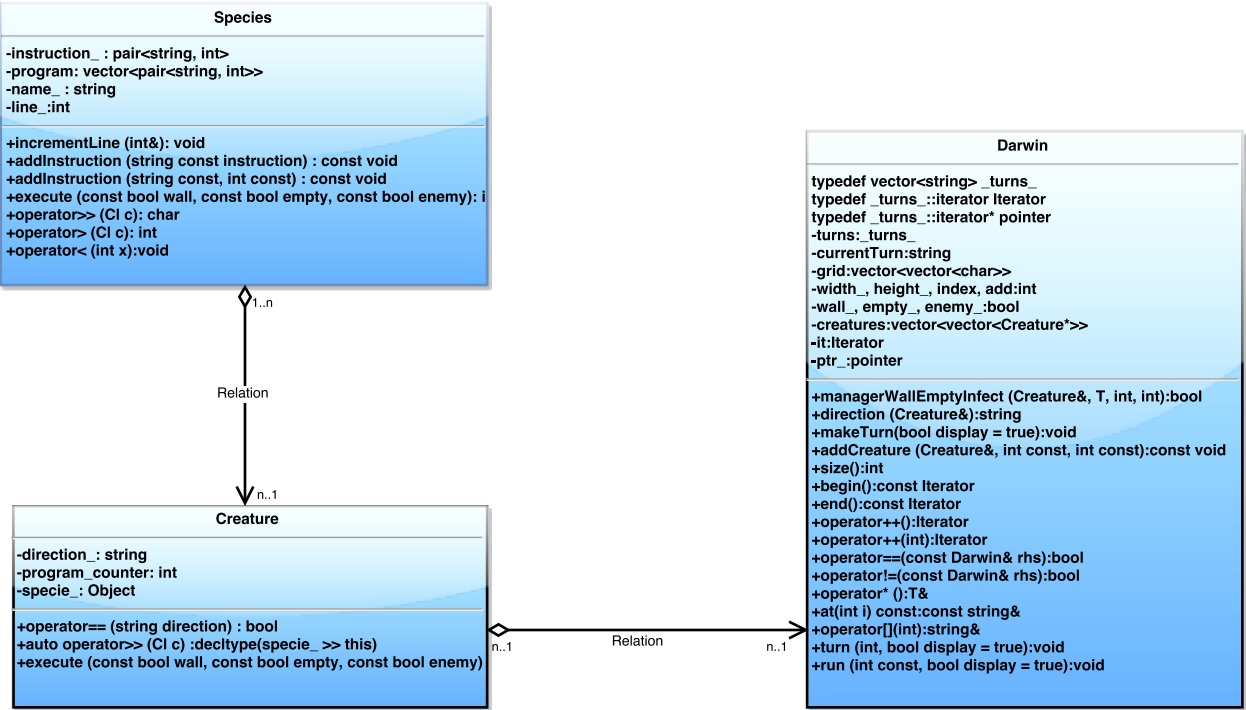 Species
-instruction_ : pair<string, int>
-program: vector<pair<string, int>>
-name_ : string
-line_:int
+incrementLine (int&): void
+addInstruction (string const instruction) : const void
+addInstruction (string const, int const) : const void
+execute (const bool wall, const bool empty, const bool enemy): i
+operator>> (Cl c): char
+operator> (Cl c): int
+operator< (int x):void
1..n
Relation
n..1
Creature
-direction_: string
-program_counter: int
-specie_: Object
+operator== (string direction) : bool
+auto operator>> (Cl c) :decltype(specie_ >> this)
+execute (const bool wall, const bool empty, const bool enemy)
n..1
Relation
n..1
Darwin
typedef vector<string> _turns_
typedef _turns_::iterator Iterator
typedef _turns_::iterator* pointer
-turns:_turns_
-currentTurn:string
-grid:vector<vector<char>>
-width_, height_, index, add:int
-wall_, empty_, enemy_:bool
-creatures:vector<vector<Creature*>>
-it:Iterator
-ptr_:pointer
+managerWallEmptyInfect (Creature&, T, int, int):bool
+direction (Creature&):string
+makeTurn(bool display = true):void
+addCreature (Creature&, int const, int const):const void
+size():int
+begin():const Iterator
+end():const Iterator
+operator++():Iterator
+operator++(int):Iterator
+operator==(const Darwin& rhs):bool
+operator!=(const Darwin& rhs):bool
+operator* ():T&
+at(int i) const:const string&
+operator[](int):string&
+turn (int, bool display = true):void
+run (int const, bool display = true):void